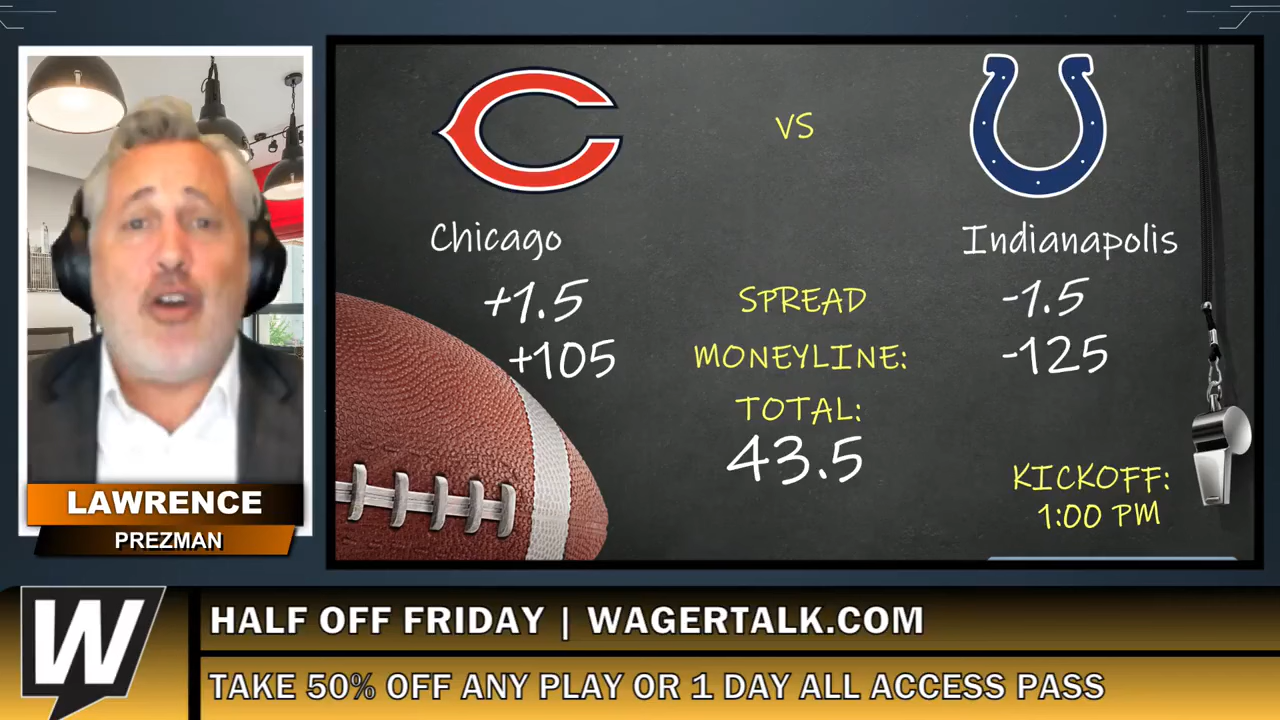 VS
Chicago
Indianapolis
+1.5
SPREAD
-1.5
+105
MONEYLINE:
-125
TOTAL:
43.5
KICKOFF:
1:00 PM
LAWRENCE
PREZMAN
W
HALF OFF FRIDAY | WAGERTALK.COM
TAKE 50% OFF ANY PLAY OR 1 DAY ALL ACCESS PASS